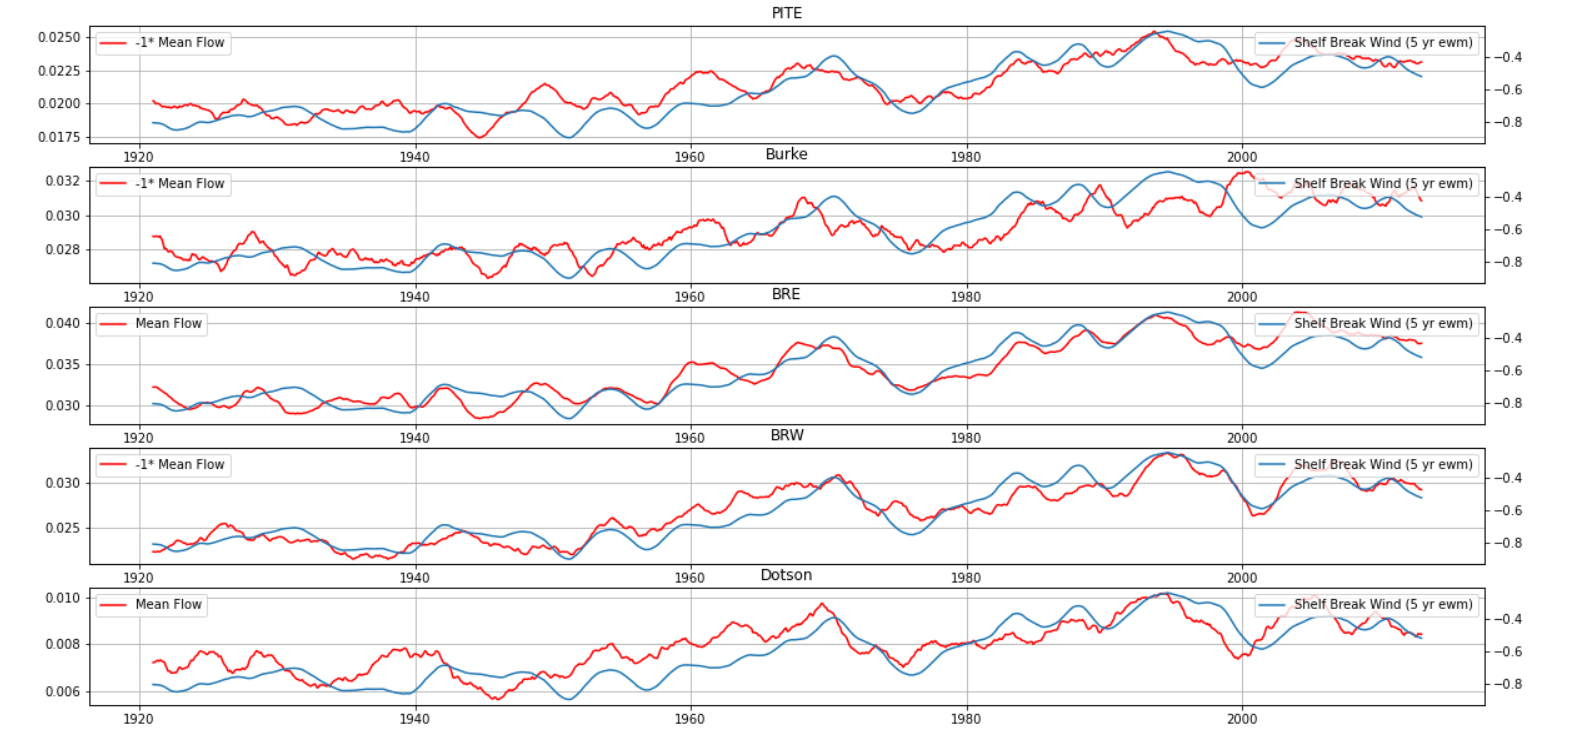 PITE
-1* Mean Flow
Shelf Break Wind (5 yr ewm)
0.0250
0.0225
0.0200
0.0175
−0.4
−0.6
−0.8
1920 1940 1960 1980 2000
Burke
-1* Mean Flow
Shelf Break Wind (5 yr ewm)
0.032
0.030
0.028
−0.4
−0.6
−0.8
1920 1940 1960 1980 2000
BRE
Mean Flow
Shelf Break Wind (5 yr ewm)
0.040
0.035
0.030
−0.4
−0.6
−0.8
1920 1940 1960 1980 2000
BRW
-1* Mean Flow
Shelf Break Wind (5 yr ewm)
0.030
0.025
−0.4
−0.6
−0.8
1920 1940 1960 1980 2000
Dotson
Mean Flow
Shelf Break Wind (5 yr ewm)
0.010
0.008
0.006
−0.4
−0.6
−0.8
1920 1940 1960 1980 2000